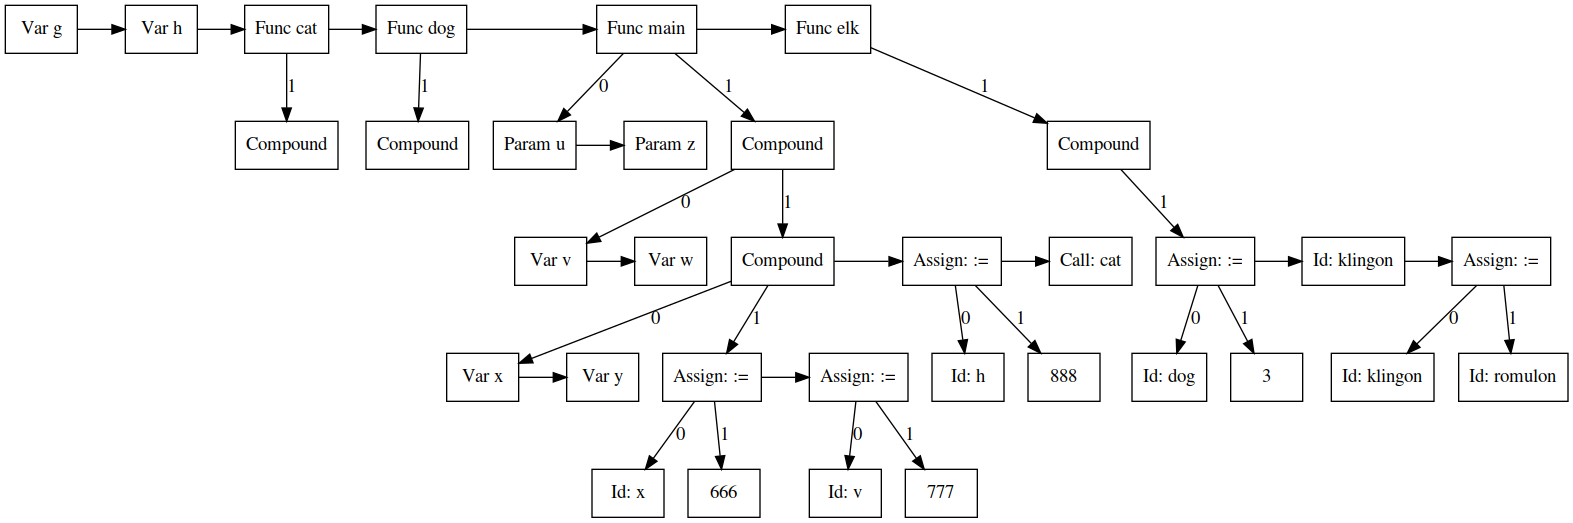 Var g
Var h
Func cat
Func dog
Func main
Func elk
1
1
0
1
1
Compound
Compound
Param u
Param z
Compound
Compound
0
1
1
Var v
Var w
Compound
Assign: :=
Call: cat
Assign: :=
Id: klingon
Assign: :=
0
1
0
1
0
1
0
1
Var x
Var y
Assign: :=
Assign: :=
Id: h
888
Id: dog
3
Id: klingon
Id: romulon
0
1
0
1
Id: x
666
Id: v
777